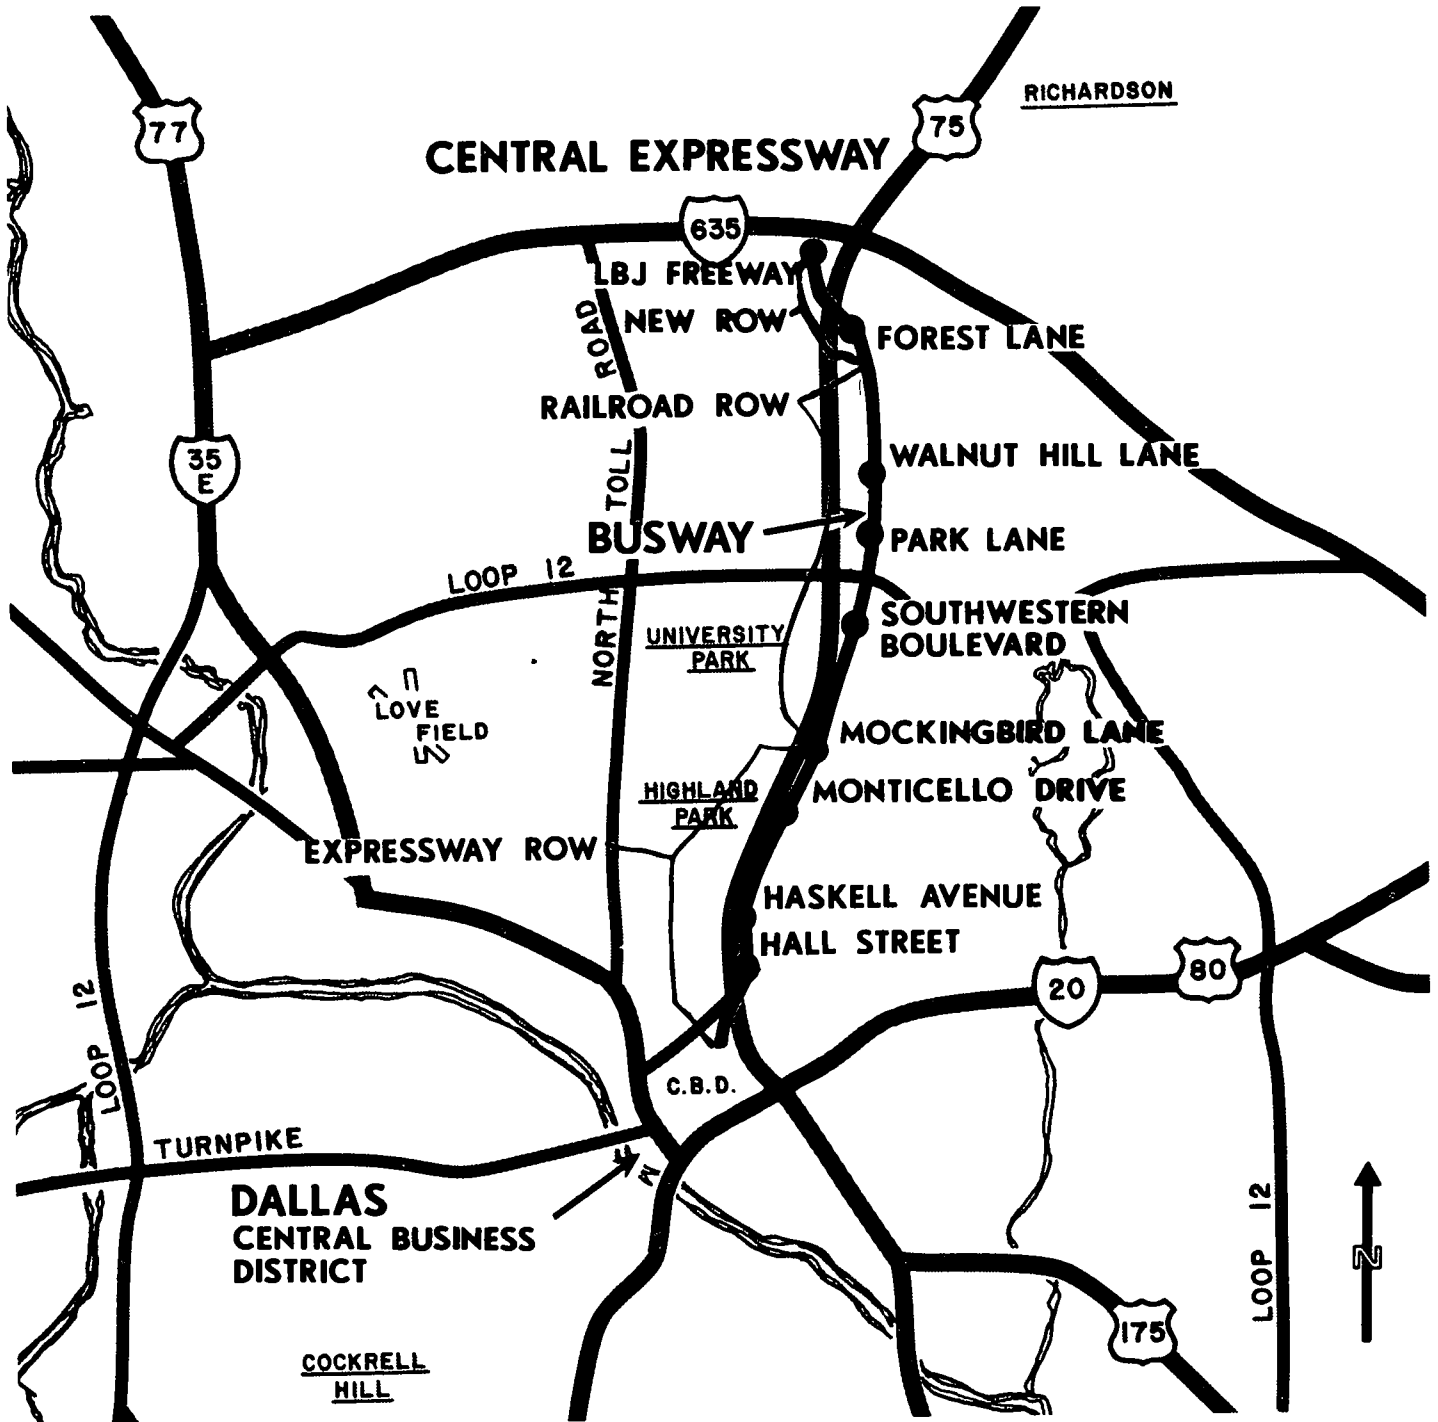 RICHARDSON
77
75
CENTRAL EXPRESSWAY
635
LBJ FREEWAY
NEW ROW
FOREST LANE
RAILROAD ROW
NORTH TOLL ROAD
35
E
WALNUT HILL LANE
BUSWAY
PARK LANE
LOOP 12
SOUTHWESTERN
BOULEVARD
UNIVERSITY
PARK
LOVE
FIELD
MOCKINGBIRD LANE
HIGHLAND
PARK
MONTICELLO DRIVE
EXPRESSWAY ROW
HASKELL AVENUE
HALL STREET
20
80
LOOP 12
C.B.D.
TURNPIKE
DALLAS
CENTRAL BUSINESS
DISTRICT
LOOP 12
N
175
COCKRELL
HILL